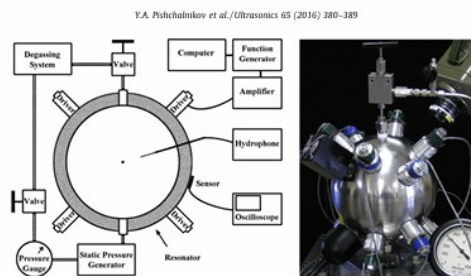 Y.A. Pishchalnikov et al. / Ultrasonics 65 (2016) 380–389
Degassing
System
Valve
Computer
Function
Generator
Amplifier
Driver
Driver
Hydrophone
Sensor
Valve
Driver
Driver
Oscilloscope
Pressure
Gauge
Static Pressure
Generator
Resonator